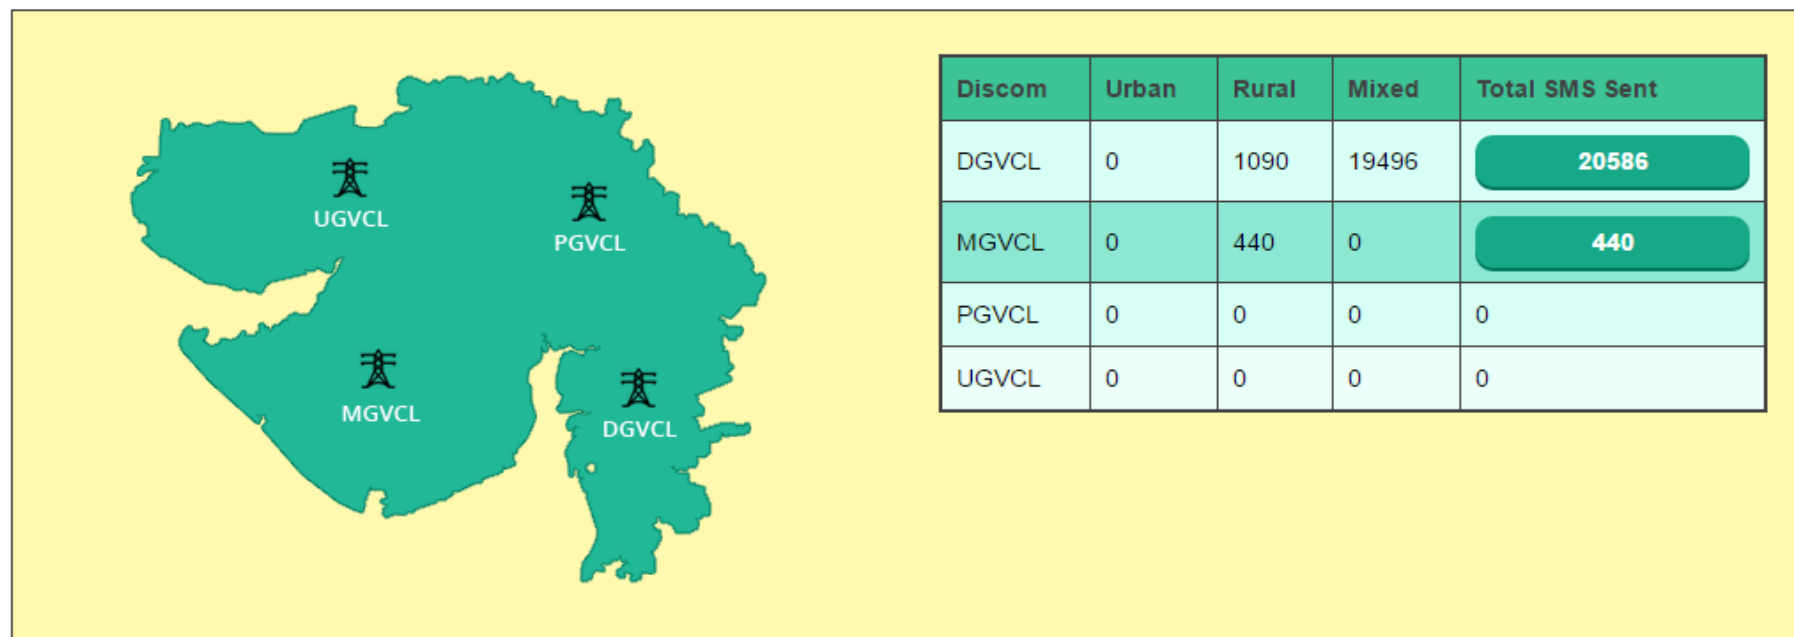 UGVCL
PGVCL
MGVCL
DGVCL
Discom Urban Rural Mixed Total SMS Sent
DGVCL 0 1090 19496 20586
MGVCL 0 440 0 440
PGVCL 0 0 0 0
UGVCL 0 0 0 0